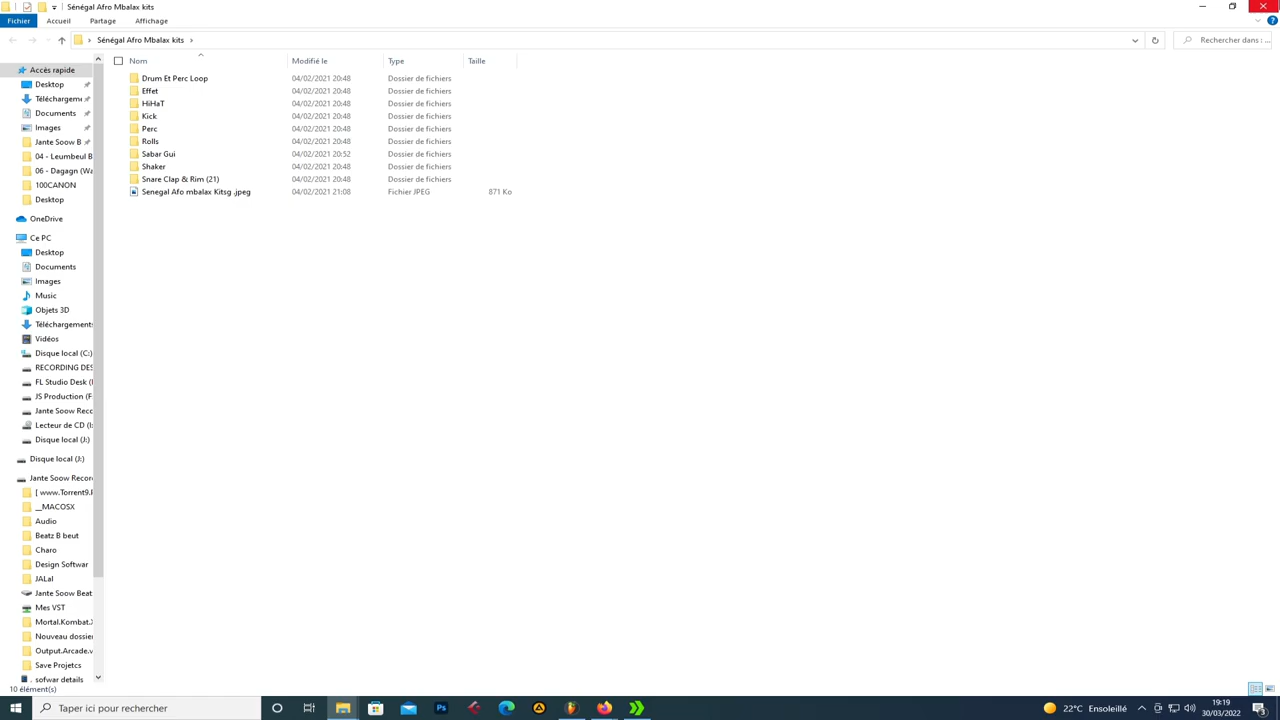 Sénégal Afro Mbalax kits
Fichier
Accueil
Partage
Affichage
Sénégal Afro Mbalax kits
Rechercher dans : ...
Nom
Modifié le
Type
Taille
Drum Et Perc Loop 04/02/2021 20:48 Dossier de fichiers
Effet 04/02/2021 20:48 Dossier de fichiers
HiHaT 04/02/2021 20:48 Dossier de fichiers
Kick 04/02/2021 20:48 Dossier de fichiers
Perc 04/02/2021 20:48 Dossier de fichiers
Rolls 04/02/2021 20:48 Dossier de fichiers
Sabar Gui 04/02/2021 20:52 Dossier de fichiers
Shaker 04/02/2021 20:48 Dossier de fichiers
Snare Clap & Rim (21) 04/02/2021 20:48 Dossier de fichiers
Senegal Afo mbalax Kitsg .jpeg 04/02/2021 21:08 Fichier JPEG 871 Ko
Accès rapide
Desktop
Téléchargeme
Documents
Images
Jante Soow B
04 - Leumbeul B
06 - Dagagn (Wa
100CANON
Desktop
OneDrive
Ce PC
Desktop
Documents
Images
Music
Objets 3D
Téléchargements
Vidéos
Disque local (C:)
RECORDING DES
FL Studio Desk (
JS Production (F
Jante Soow Reco
Lecteur de CD (I:
Disque local (J:)
Disque local (J:)
Jante Soow Recor
[ www.Torrent9.P
__MACOSX
Audio
Beatz B beut
Charo
Design Softwar
JALal
Jante Soow Beat
Mes VST
Mortal.Kombat.X
Nouveau dossier
Output.Arcade.v
Save Projetcs
. sofwar details
10 élément(s)
Taper ici pour rechercher
22°C Ensoleillé
19:19
30/03/2022